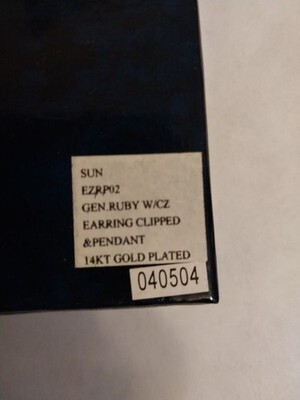 SUN
EZRP02
GEN.RUBY W/CZ
EARRING CLIPPED
&PENDANT
14KT GOLD PLATED
040504